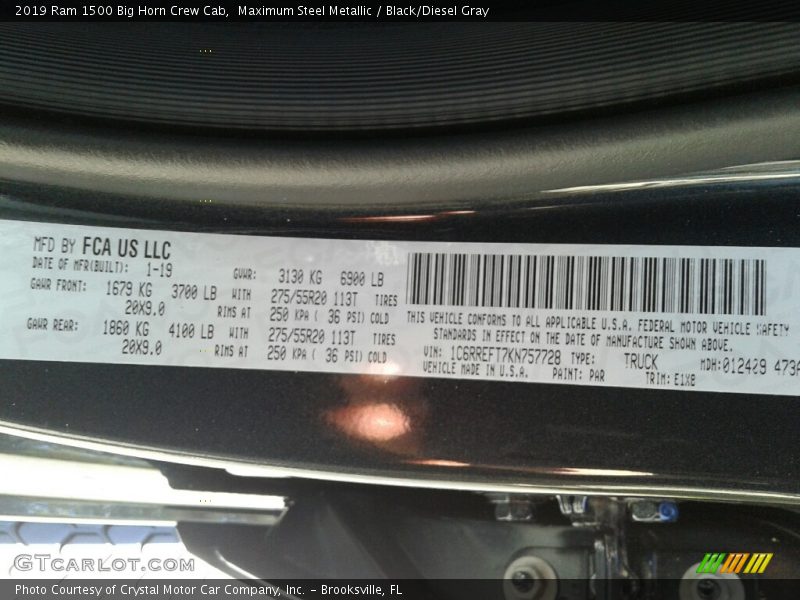 2019 Ram 1500 Big Horn Crew Cab, Maximum Steel Metallic / Black/Diesel Gray
MFD BY FCA US LLC
DATE OF MFR(BUILT): 1-19 GVWR: 3130 KG 6900 LB
GAWR FRONT: 1679 KG 3700 LB WITH 275/55R20 113T TIRES
20X9.0 RIMS AT 250 KPA ( 36 PSI) COLD
GAWR REAR: 1860 KG 4100 LB WITH 275/55R20 113T TIRES
20X9.0 RIMS AT 250 KPA ( 36 PSI) COLD
THIS VEHICLE CONFORMS TO ALL APPLICABLE U.S.A. FEDERAL MOTOR VEHICLE SAFETY
STANDARDS IN EFFECT ON THE DATE OF MANUFACTURE SHOWN ABOVE.
VIN: 1C6RREFT7KN757728 TYPE: TRUCK MDH:012429 473A
VEHICLE MADE IN U.S.A. PAINT: PAR TRIM: E1X8
GTCARLOT.COM
Photo Courtesy of Crystal Motor Car Company, Inc. – Brooksville, FL